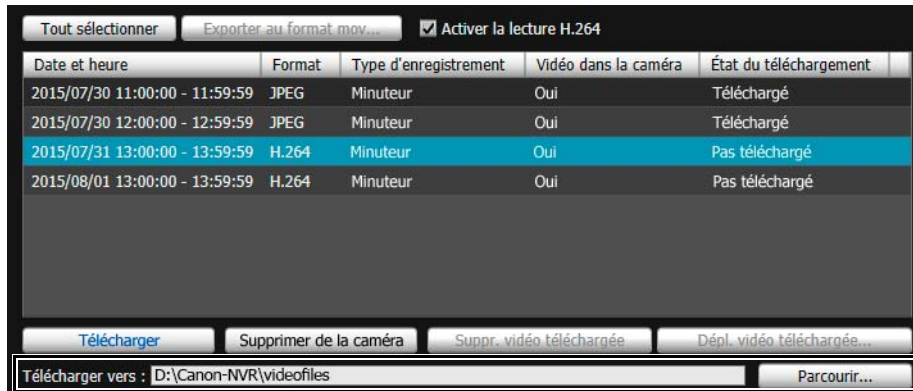 Tout sélectionner Exporter au format mov... Activer la lecture H.264
Date et heure Format Type d'enregistrement Vidéo dans la caméra État du téléchargement
2015/07/30 11:00:00 - 11:59:59 JPEG Minuteur Oui Téléchargé
2015/07/30 12:00:00 - 12:59:59 JPEG Minuteur Oui Téléchargé
2015/07/31 13:00:00 - 13:59:59 H.264 Minuteur Oui Pas téléchargé
2015/08/01 13:00:00 - 13:59:59 H.264 Minuteur Oui Pas téléchargé
Télécharger Supprimer de la caméra Suppr. vidéo téléchargée Dépl. vidéo téléchargée...
Télécharger vers : D:\Canon-NVR\videofiles Parcourir...